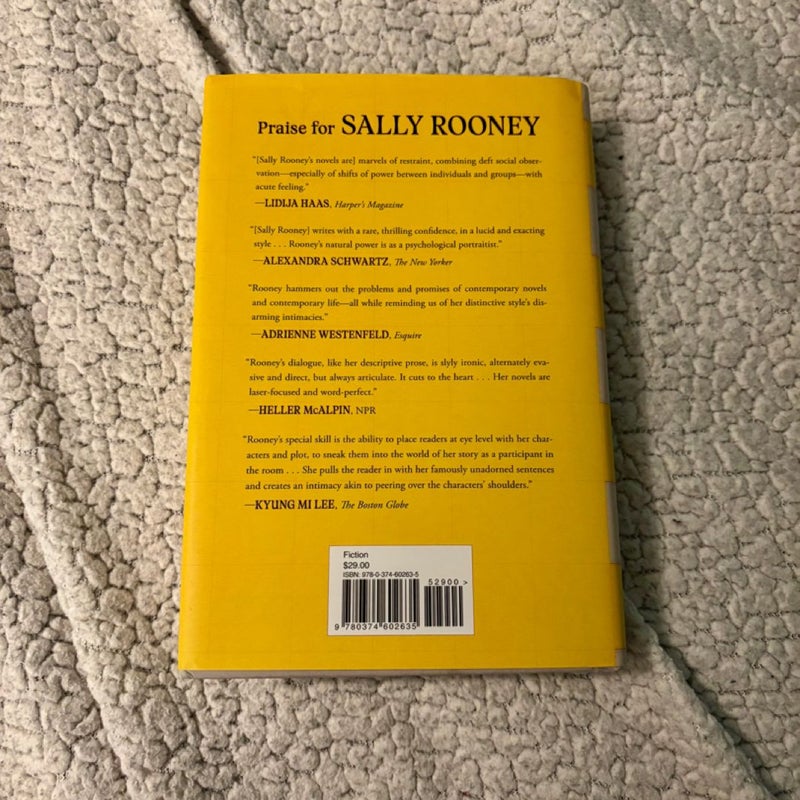 Praise for SALLY ROONEY
“[Sally Rooney’s novels are] marvels of restraint, combining deft social obser-
vation—especially of shifts of power between individuals and groups—with
acute feeling.”
—LIDIJA HAAS, Harper’s Magazine
“[Sally Rooney] writes with a rare, thrilling confidence, in a lucid and exacting
style . . . Rooney’s natural power is as a psychological portraitist.”
—ALEXANDRA SCHWARTZ, The New Yorker
“Rooney hammers out the problems and promises of contemporary novels
and contemporary life—all while reminding us of her distinctive style’s dis-
arming intimacies.”
—ADRIENNE WESTENFELD, Esquire
“Rooney’s dialogue, like her descriptive prose, is slyly ironic, alternately eva-
sive and direct, but always articulate. It cuts to the heart . . . Her novels are
laser-focused and word-perfect.”
—HELLER McALPIN, NPR
“Rooney’s special skill is the ability to place readers at eye level with her char-
acters and plot, to sneak them into the world of her story as a participant in
the room . . . She pulls the reader in with her famously unadorned sentences
and creates an intimacy akin to peering over the characters’ shoulders.”
—KYUNG MI LEE, The Boston Globe
Fiction
$29.00
ISBN: 978-0-374-60263-5
52900 >
9 780374 602635